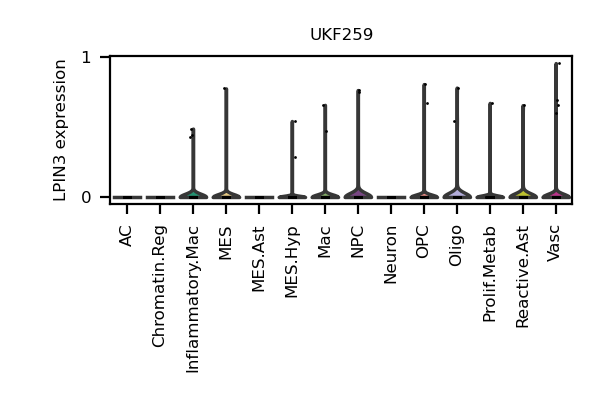 UKF259
LPIN3 expression
1
0
AC
Chromatin.Reg
Inflammatory.Mac
MES
MES.Ast
MES.Hyp
Mac
NPC
Neuron
OPC
Oligo
Prolif.Metab
Reactive.Ast
Vasc